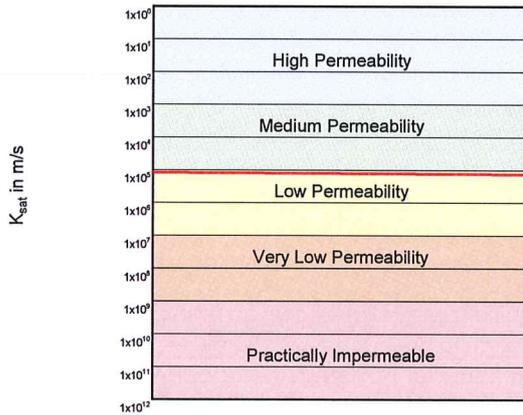 1x10⁰
1x10¹
High Permeability
1x10²
1x10³
Medium Permeability
1x10⁴
1x10⁵
Low Permeability
1x10⁶
1x10⁷
Very Low Permeability
1x10⁸
1x10⁹
1x10¹⁰
Practically Impermeable
1x10¹¹
1x10¹²
Ksat in m/s